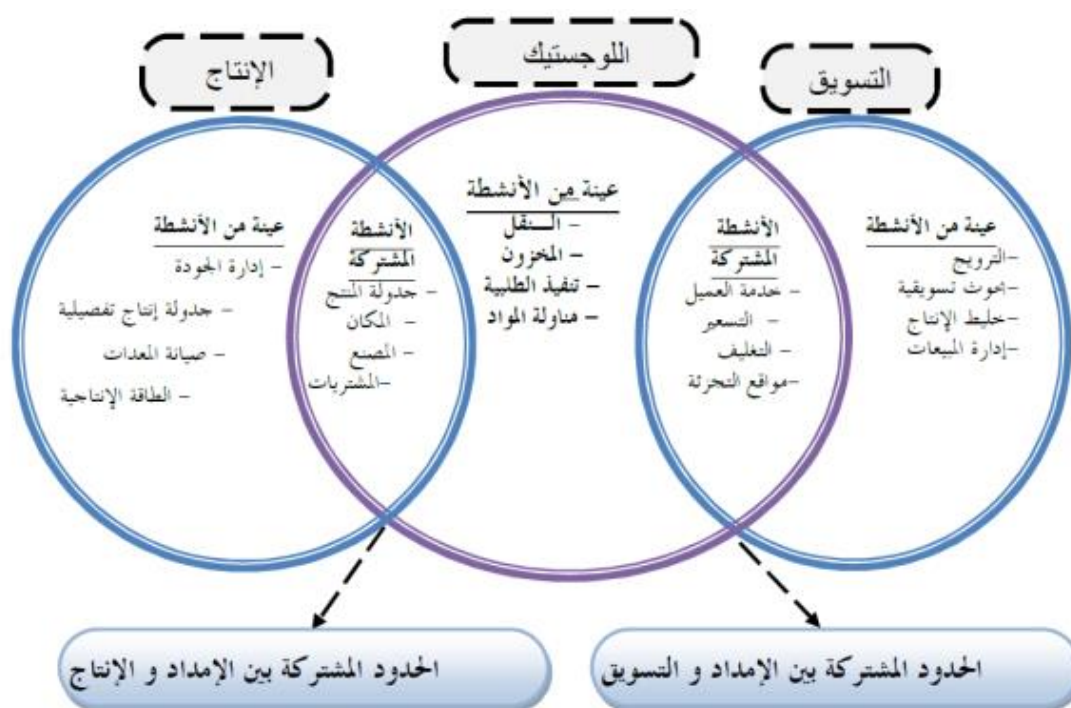 الإنتاج
اللوجستيك
التسويق
عينة من الأنشطة
- إدارة الجودة
- جدولة إنتاج تفصيلية
- صيانة المعدات
- الطاقة الإنتاجية
الأنشطة
المشتركة
- جدولة المنتج
- المكان
- المصنع
-المشتريات
عينة من الأنشطة
- الـــنقل
- المخزون
- تنفيذ الطلبية
- مناولة المواد
الأنشطة
المشتركة
- خدمة العميل
- التسعير
- التغليف
-مواقع التجزئة
عينة من الأنشطة
-الترويج
-بحوث تسويقية
-خليط الإنتاج
-إدارة المبيعات
الحدود المشتركة بين الإمداد و الإنتاج
الحدود المشتركة بين الإمداد و التسويق